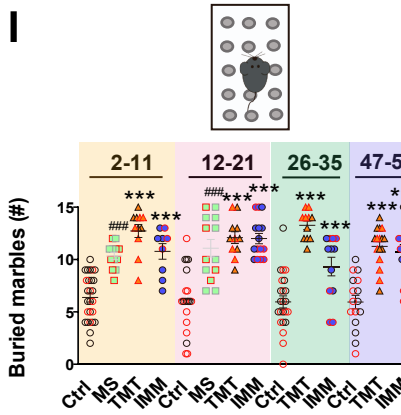 I
2-11 12-21 26-35 47-5
### *** *** ### *** *** *** *** ***
Buried marbles (#)
15
10
5
0
Ctrl MS TMT IMM Ctrl MS TMT IMM Ctrl TMT IMM Ctrl TMT IMM